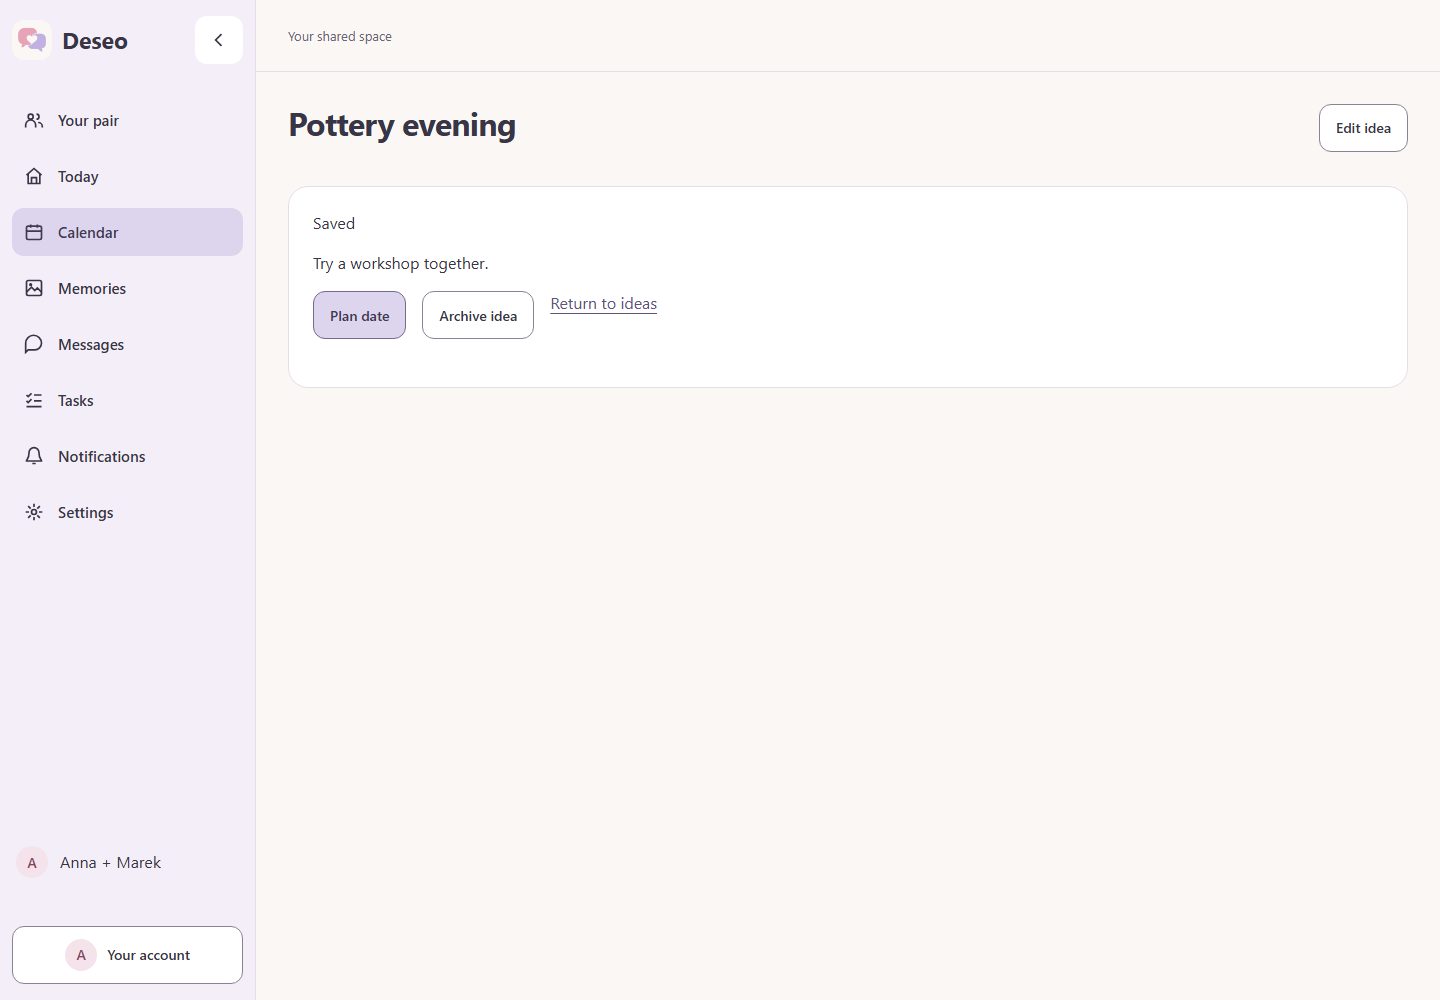 Deseo
Your pair
Today
Calendar
Memories
Messages
Tasks
Notifications
Settings
A Anna + Marek
A Your account
Your shared space
Pottery evening
Edit idea
Saved
Try a workshop together.
Plan date Archive idea Return to ideas